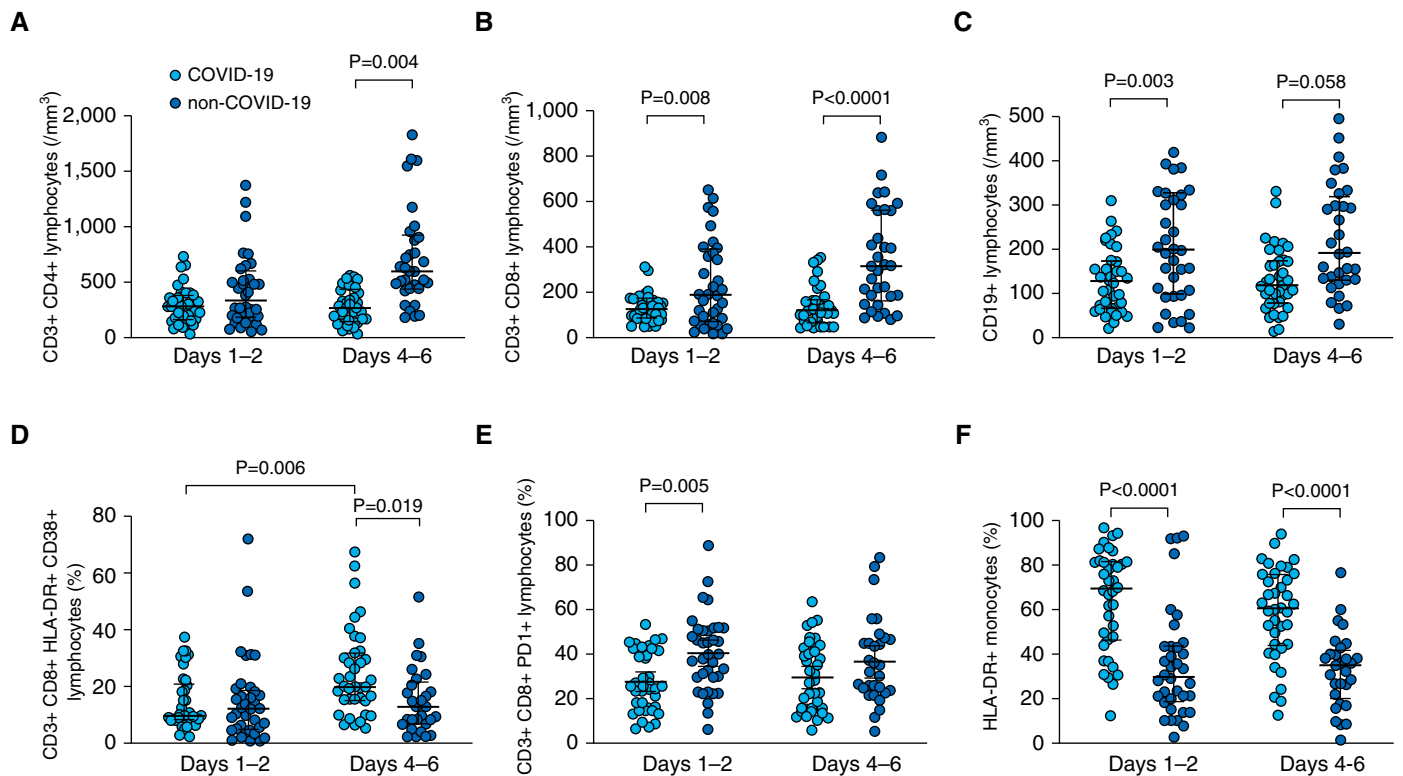 A
COVID-19
non-COVID-19
P=0.004
CD3+ CD4+ lymphocytes (/mm³)
2,000
1,500
1,000
500
0
Days 1–2
Days 4–6
B
P=0.008
P<0.0001
CD3+ CD8+ lymphocytes (/mm³)
1,000
800
600
400
200
0
Days 1–2
Days 4–6
C
P=0.003
P=0.058
CD19+ lymphocytes (/mm³)
500
400
300
200
100
0
Days 1–2
Days 4–6
D
P=0.006
P=0.019
CD3+ CD8+ HLA-DR+ CD38+
lymphocytes (%)
80
60
40
20
0
Days 1–2
Days 4–6
E
P=0.005
CD3+ CD8+ PD1+ lymphocytes (%)
100
80
60
40
20
0
Days 1–2
Days 4–6
F
P<0.0001
P<0.0001
HLA-DR+ monocytes (%)
100
80
60
40
20
0
Days 1–2
Days 4–6